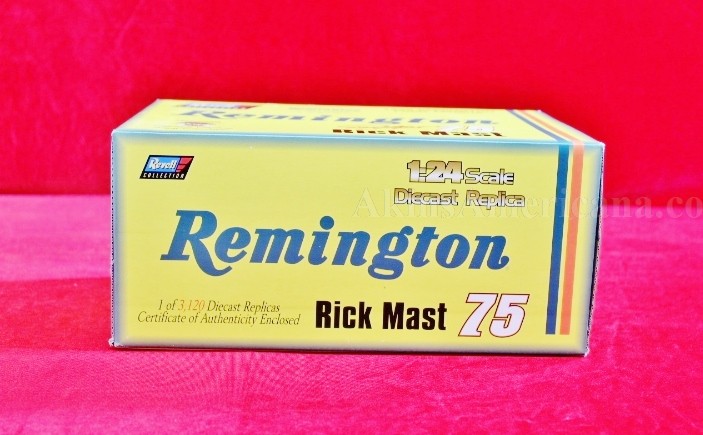 Remington
Rick Mast 75
Revell
COLLECTION
1:24 Scale
Diecast Replica
AkinsAmericana.co
Remington
1 of 3,120 Diecast Replicas
Certificate of Authenticity Enclosed
Rick Mast 75